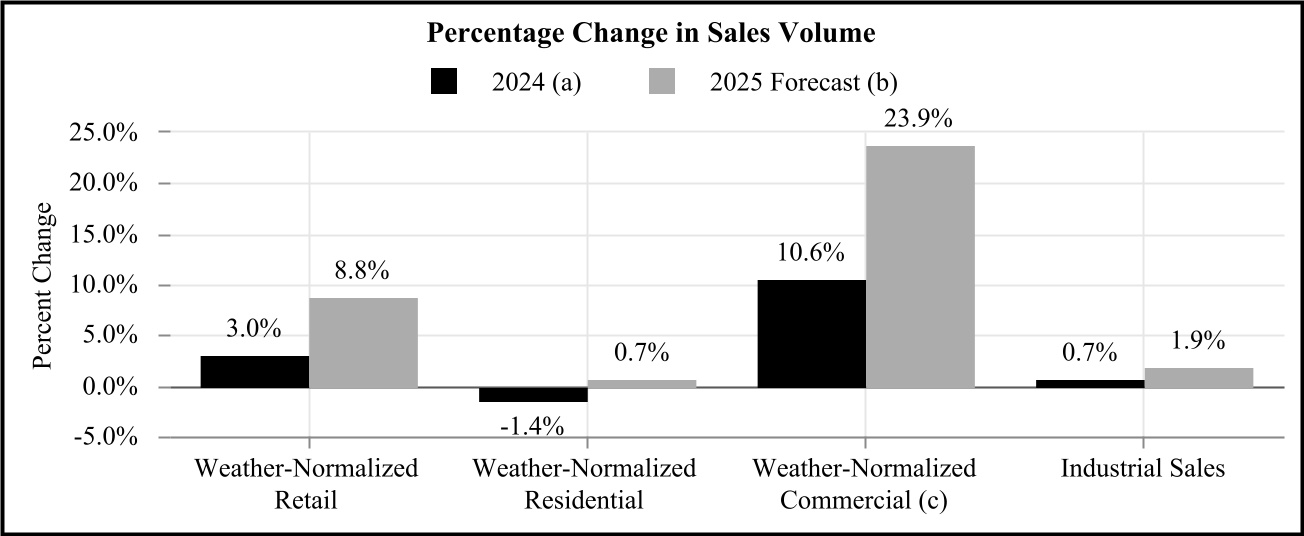 Percentage Change in Sales Volume
2024 (a) 2025 Forecast (b)
Percent Change
25.0%
20.0%
15.0%
10.0%
5.0%
0.0%
-5.0%
3.0%
8.8%
-1.4%
0.7%
10.6%
23.9%
0.7%
1.9%
Weather-Normalized
Retail
Weather-Normalized
Residential
Weather-Normalized
Commercial (c)
Industrial Sales